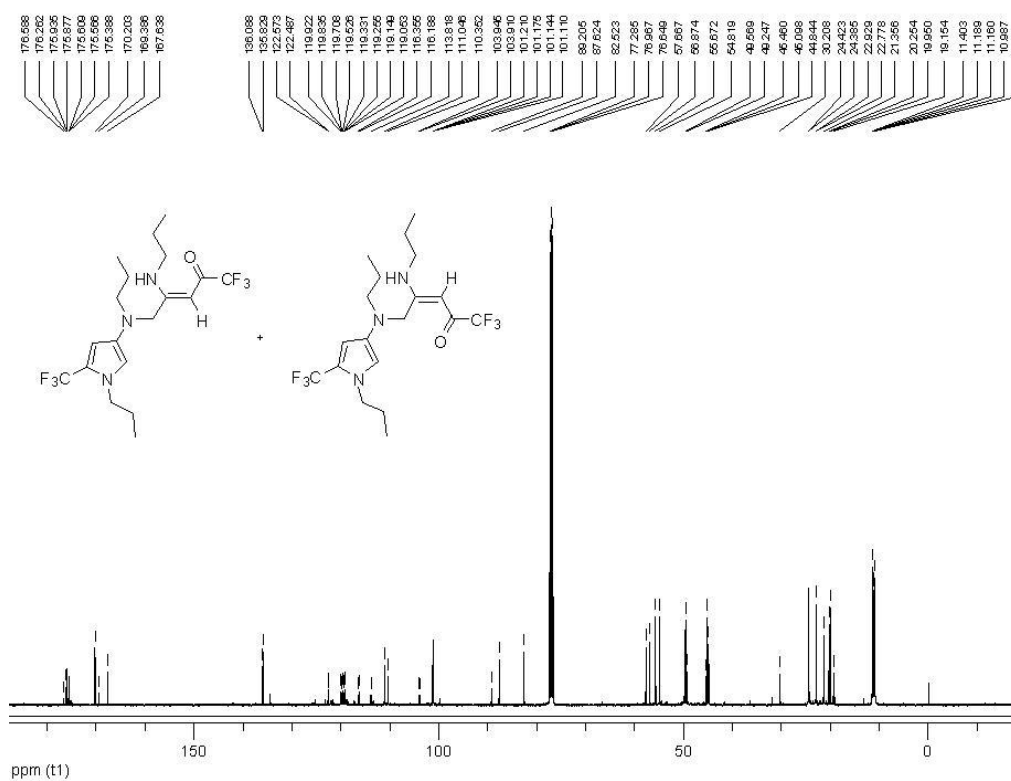 176.588 176.262 175.935 175.877 175.609 175.566 175.388 170.203 169.386 167.638 136.088 135.829 122.573 122.487 119.922 119.835 119.708 119.526 119.331 119.255 119.149 119.053 116.355 116.188 113.818 111.046 110.352 103.946 103.910 101.210 101.175 101.144 101.110 89.205 87.624 82.523 77.285 76.967 76.649 57.667 56.874 55.672 54.819 49.569 49.247 45.460 45.098 44.844 30.208 24.423 24.385 22.929 22.778 21.356 20.254 19.950 19.154 11.403 11.189 11.160 10.987
O
HN
CF3
N
H
F3C
N
+
HN
H
N
CF3
O
F3C
N
150
100
50
0
ppm (t1)